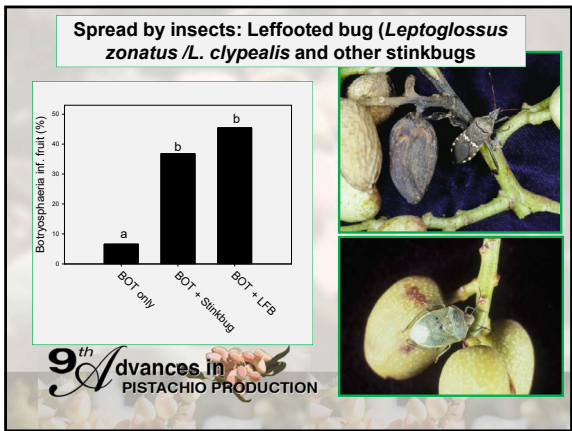 Spread by insects: Leffooted bug (Leptoglossus
zonatus /L. clypealis and other stinkbugs
Botryosphaeria inf. fruit (%)
50
40
30
20
10
0
a
b
b
BOT only
BOT + Stinkbug
BOT + LFB
9th Advances in
PISTACHIO PRODUCTION